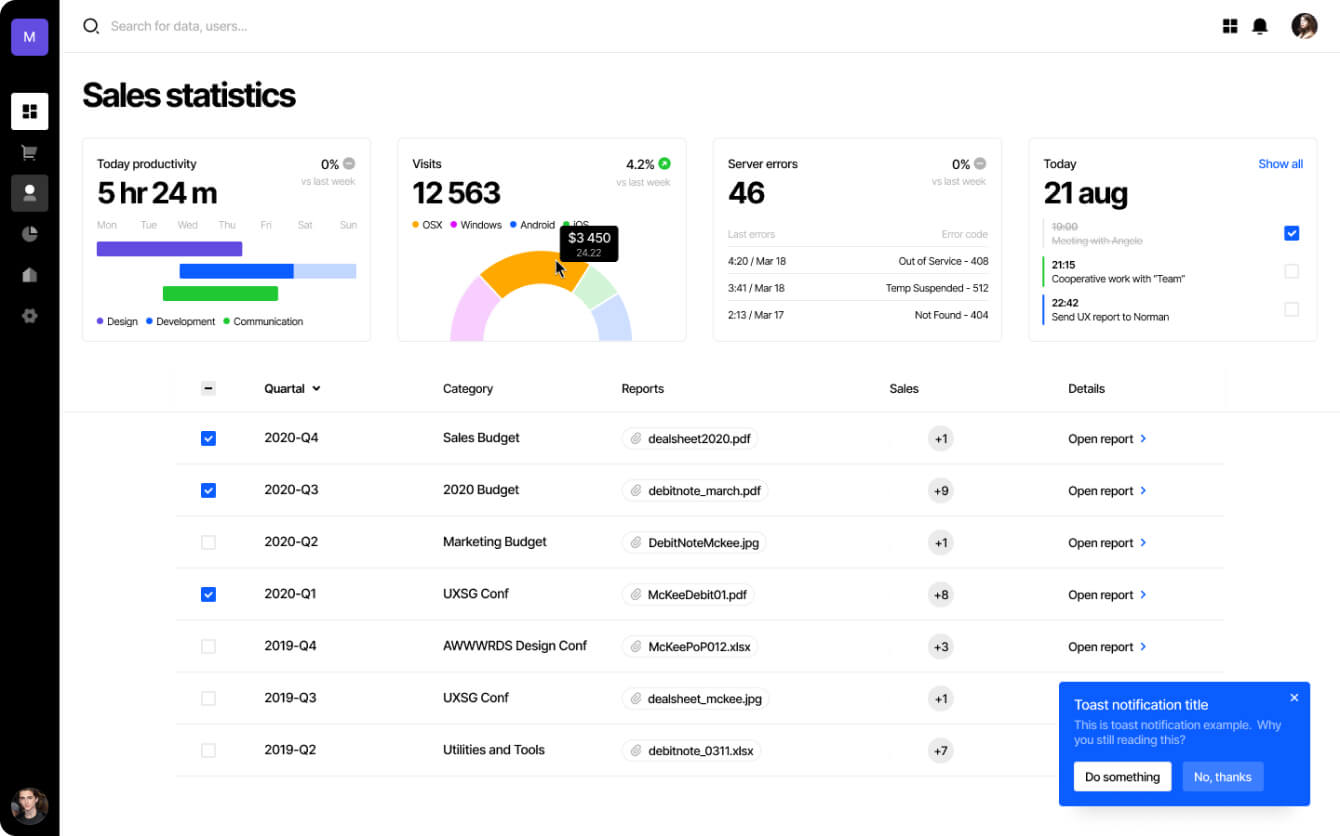 M
Search for data, users...
Sales statistics
Today productivity
0%
5 hr 24 m
vs last week
Mon Tue Wed Thu Fri Sat Sun
Design Development Communication
Visits
4.2%
12 563
vs last week
OSX Windows Android iOS
$3 450
24.22
Server errors
0%
46
vs last week
Last errors Error code
4:20 / Mar 18 Out of Service - 408
3:41 / Mar 18 Temp Suspended - 512
2:13 / Mar 17 Not Found - 404
Today Show all
21 aug
19:00
Meeting with Angelo
21:15
Cooperative work with "Team"
22:42
Send UX report to Norman
Quartal Category Reports Sales Details
2020-Q4 Sales Budget dealsheet2020.pdf +1 Open report
2020-Q3 2020 Budget debitnote_march.pdf +9 Open report
2020-Q2 Marketing Budget DebitNoteMckee.jpg +1 Open report
2020-Q1 UXSG Conf McKeeDebit01.pdf +8 Open report
2019-Q4 AWWWRDS Design Conf McKeePoP012.xlsx +3 Open report
2019-Q3 UXSG Conf dealsheet_mckee.jpg +1
2019-Q2 Utilities and Tools debitnote_0311.xlsx +7
Toast notification title
This is toast notification example. Why
you still reading this?
Do something No, thanks